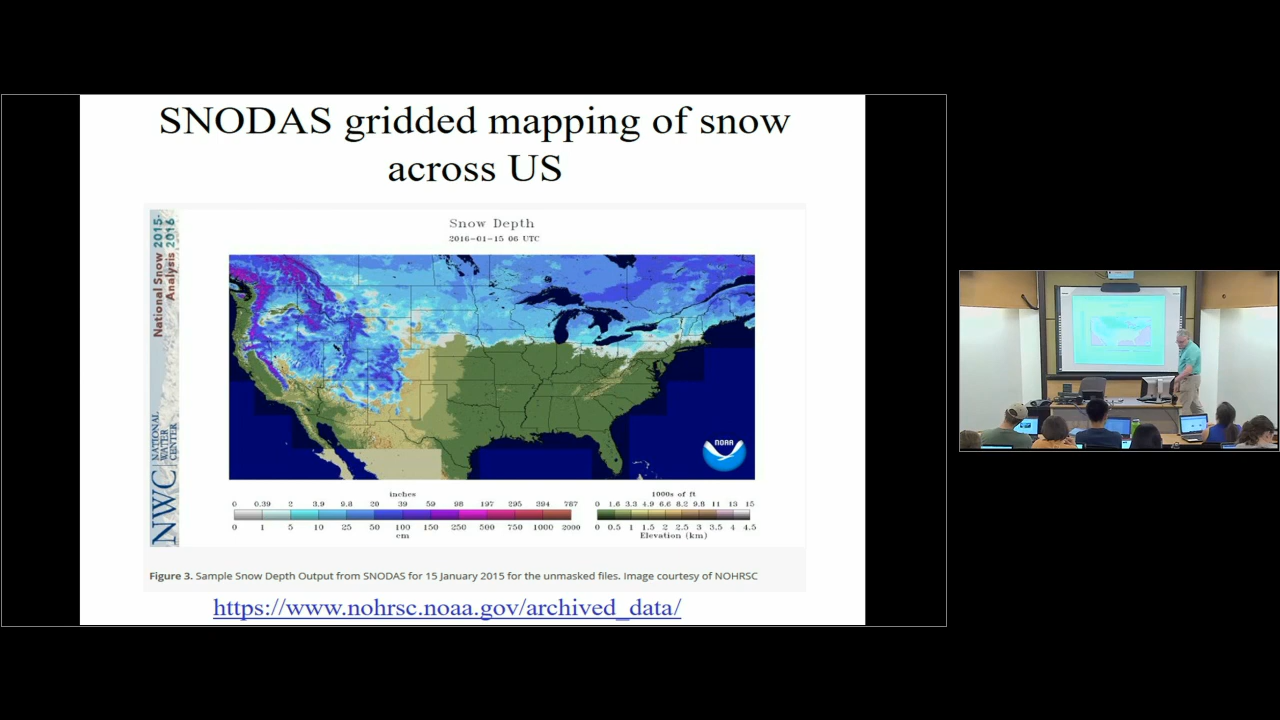 SNODAS gridded mapping of snow
across US
National Snow 2015-
Analysis 2016
NATIONAL
WATER
CENTER
NWC
Snow Depth
2016-01-15 06 UTC
NOAA
inches
0 0.39 2 3.9 9.8 20 39 59 98 197 295 394 787
0 1 5 10 25 50 100 150 250 500 750 1000 2000
cm
1000s of ft
0 1.6 3.3 4.9 6.6 8.2 9.8 11 13 15
0 0.5 1 1.5 2 2.5 3 3.5 4 4.5
Elevation (km)
Figure 3. Sample Snow Depth Output from SNODAS for 15 January 2015 for the unmasked files. Image courtesy of NOHRSC
https://www.nohrsc.noaa.gov/archived_data/